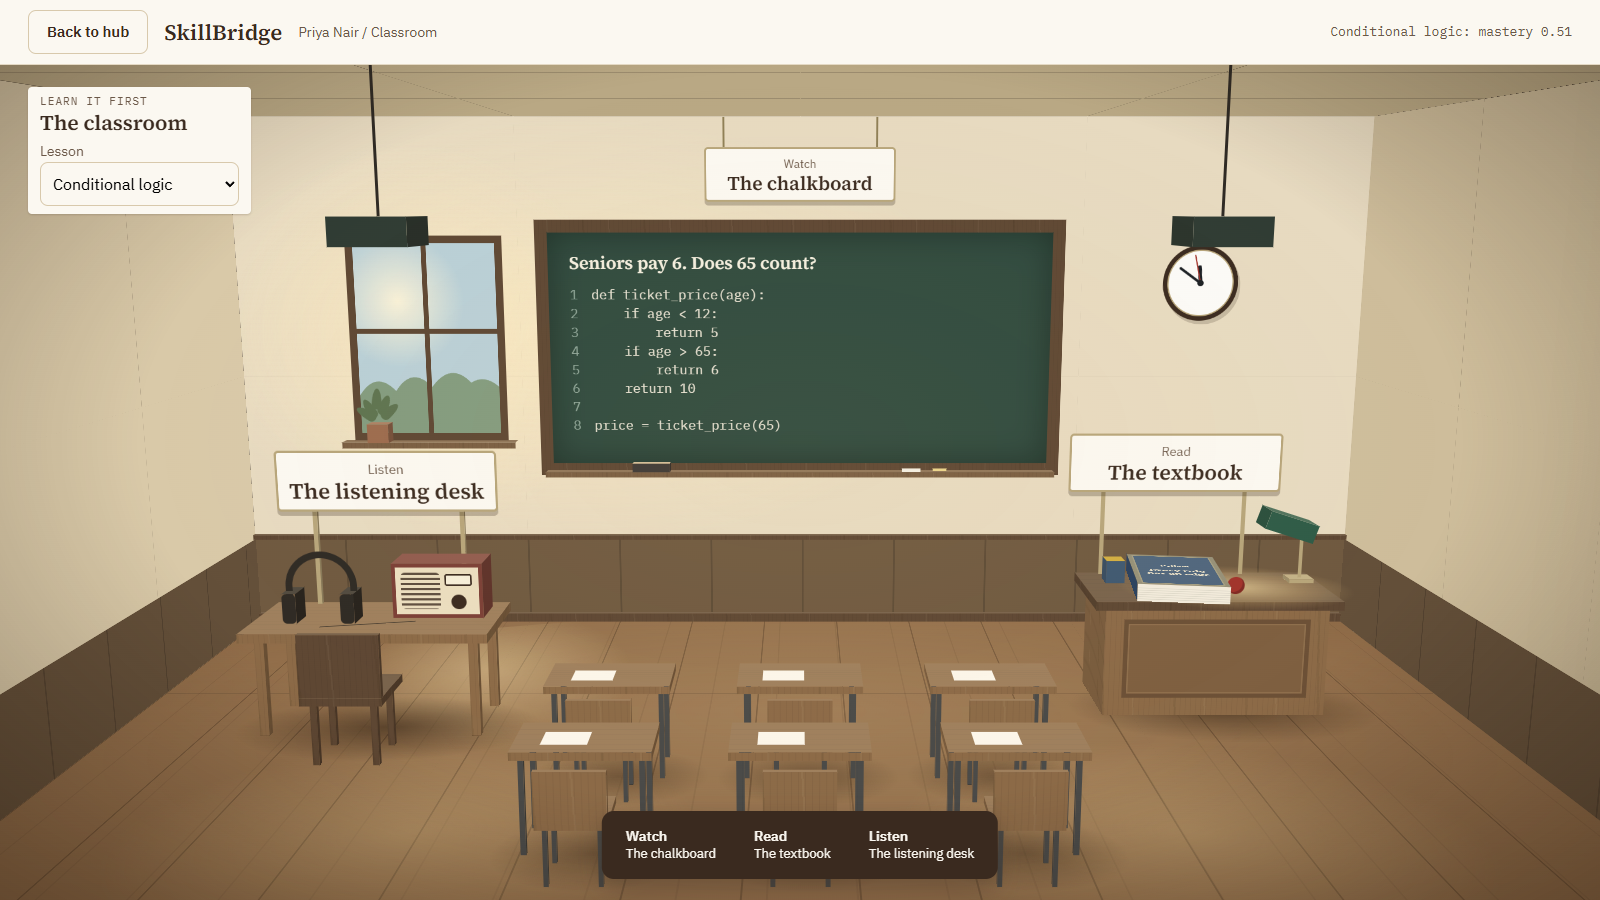 Back to hub
SkillBridge
Priya Nair / Classroom
Conditional logic: mastery 0.51
LEARN IT FIRST
The classroom
Lesson
Conditional logic
Watch
The chalkboard
Seniors pay 6. Does 65 count?
1 def ticket_price(age):
2     if age < 12:
3         return 5
4     if age > 65:
5         return 6
6     return 10
7
8 price = ticket_price(65)
Listen
The listening desk
Read
The textbook
Watch
The chalkboard
Read
The textbook
Listen
The listening desk